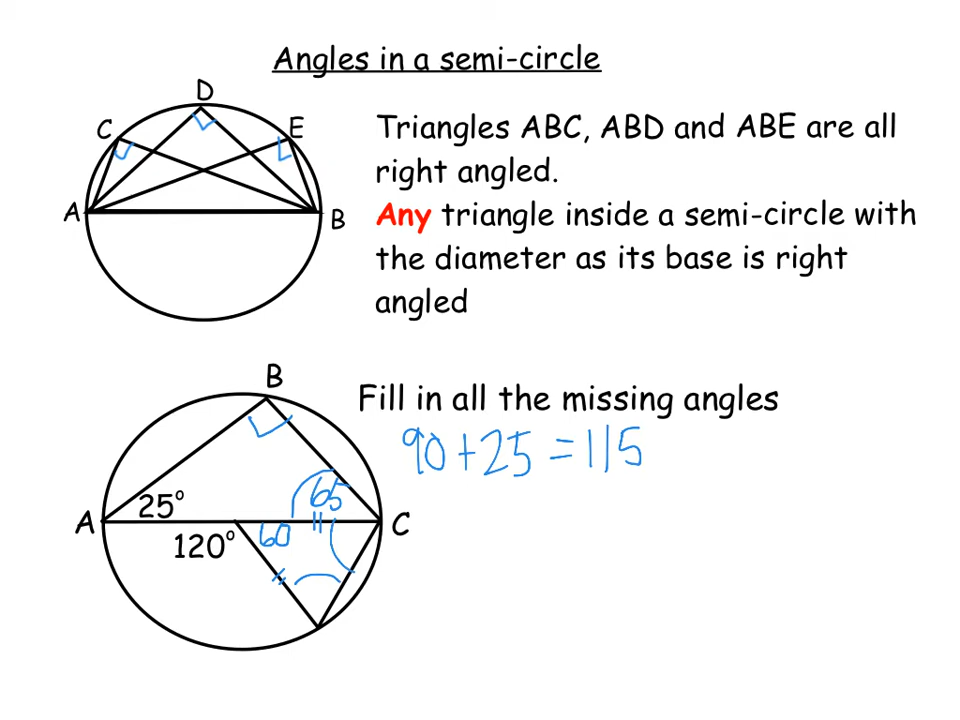 Angles in a semi-circle
D
C
E
A
B
Triangles ABC, ABD and ABE are all
right angled.
Any triangle inside a semi-circle with
the diameter as its base is right
angled
B
Fill in all the missing angles
90+25=115
65
25°
A
C
60
120°